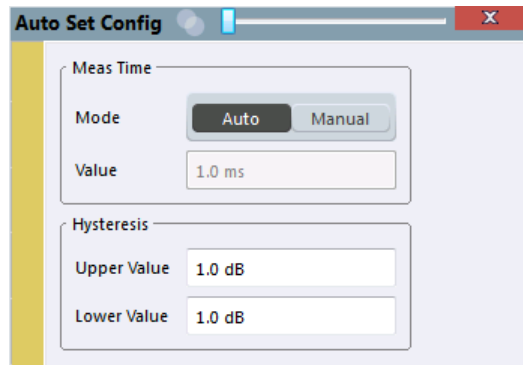 Auto Set Config
Meas Time
Mode Auto Manual
Value 1.0 ms
Hysteresis
Upper Value 1.0 dB
Lower Value 1.0 dB